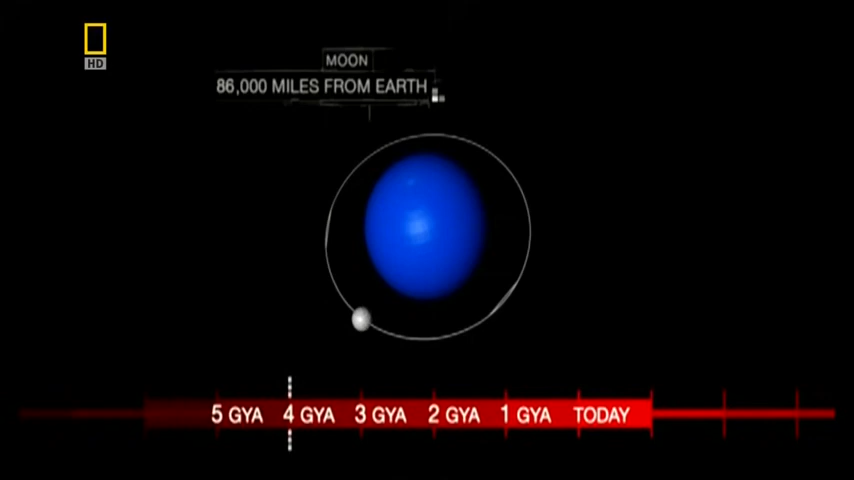 HD
MOON
86,000 MILES FROM EARTH
5 GYA 4 GYA 3 GYA 2 GYA 1 GYA TODAY